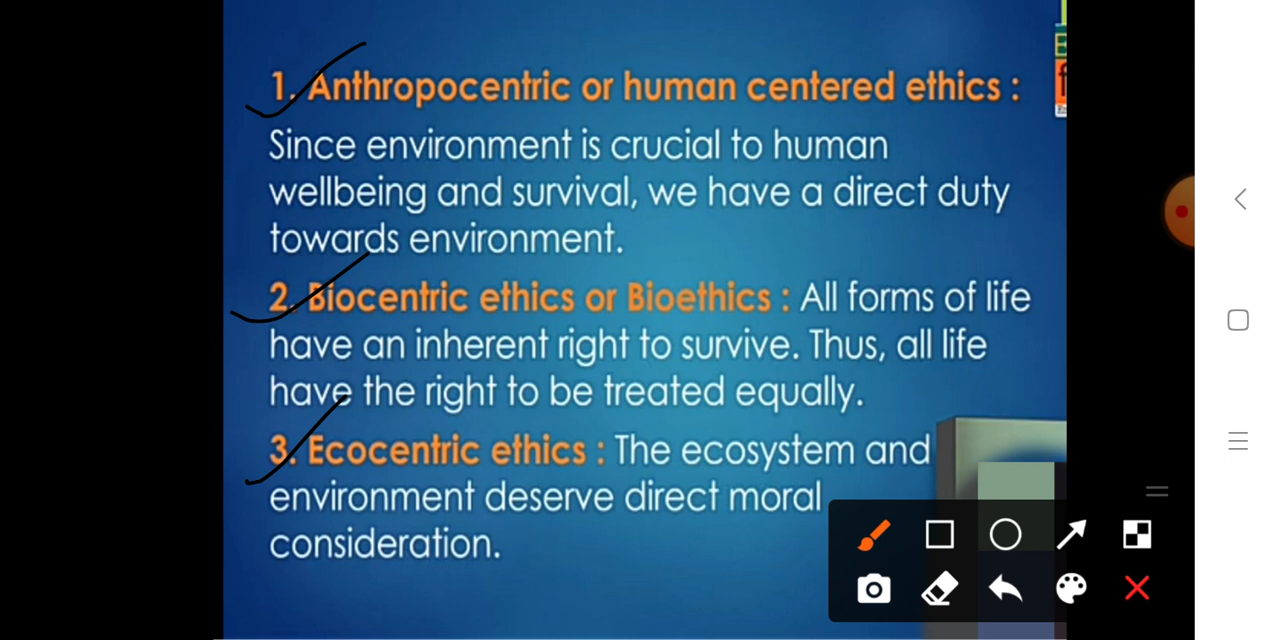 1. Anthropocentric or human centered ethics :
Since environment is crucial to human
wellbeing and survival, we have a direct duty
towards environment.
2. Biocentric ethics or Bioethics : All forms of life
have an inherent right to survive. Thus, all life
have the right to be treated equally.
3. Ecocentric ethics : The ecosystem and
environment deserve direct moral
consideration.